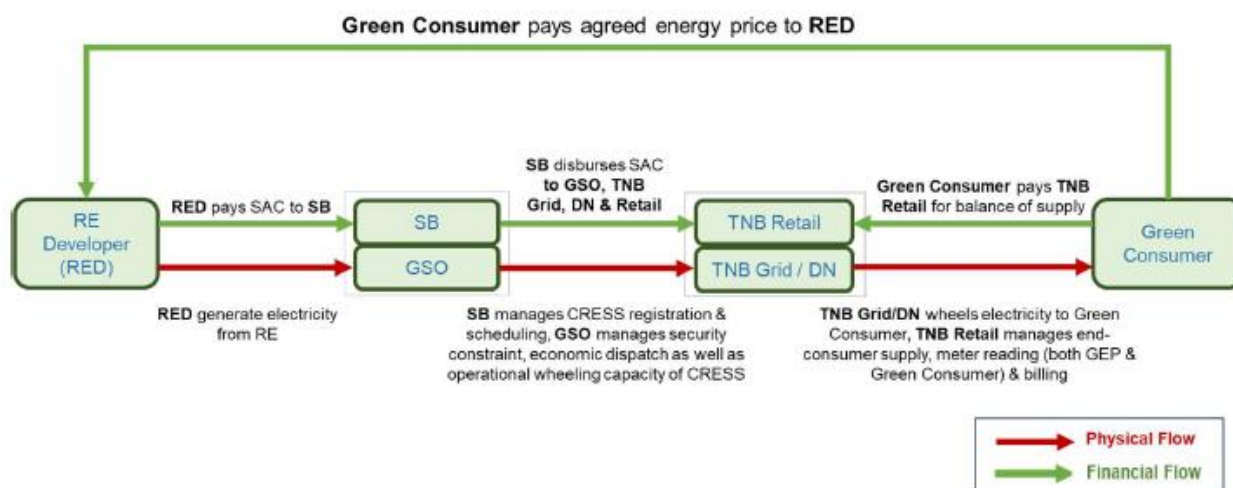 Green Consumer pays agreed energy price to RED
SB disburses SAC
to GSO, TNB
Grid, DN & Retail
Green Consumer pays TNB
Retail for balance of supply
RED pays SAC to SB
RE
Developer
(RED)
SB
GSO
TNB Retail
TNB Grid / DN
Green
Consumer
RED generate electricity
from RE
SB manages CRESS registration &
scheduling, GSO manages security
constraint, economic dispatch as well as
operational wheeling capacity of CRESS
TNB Grid/DN wheels electricity to Green
Consumer, TNB Retail manages end-
consumer supply, meter reading (both GEP &
Green Consumer) & billing
Physical Flow
Financial Flow